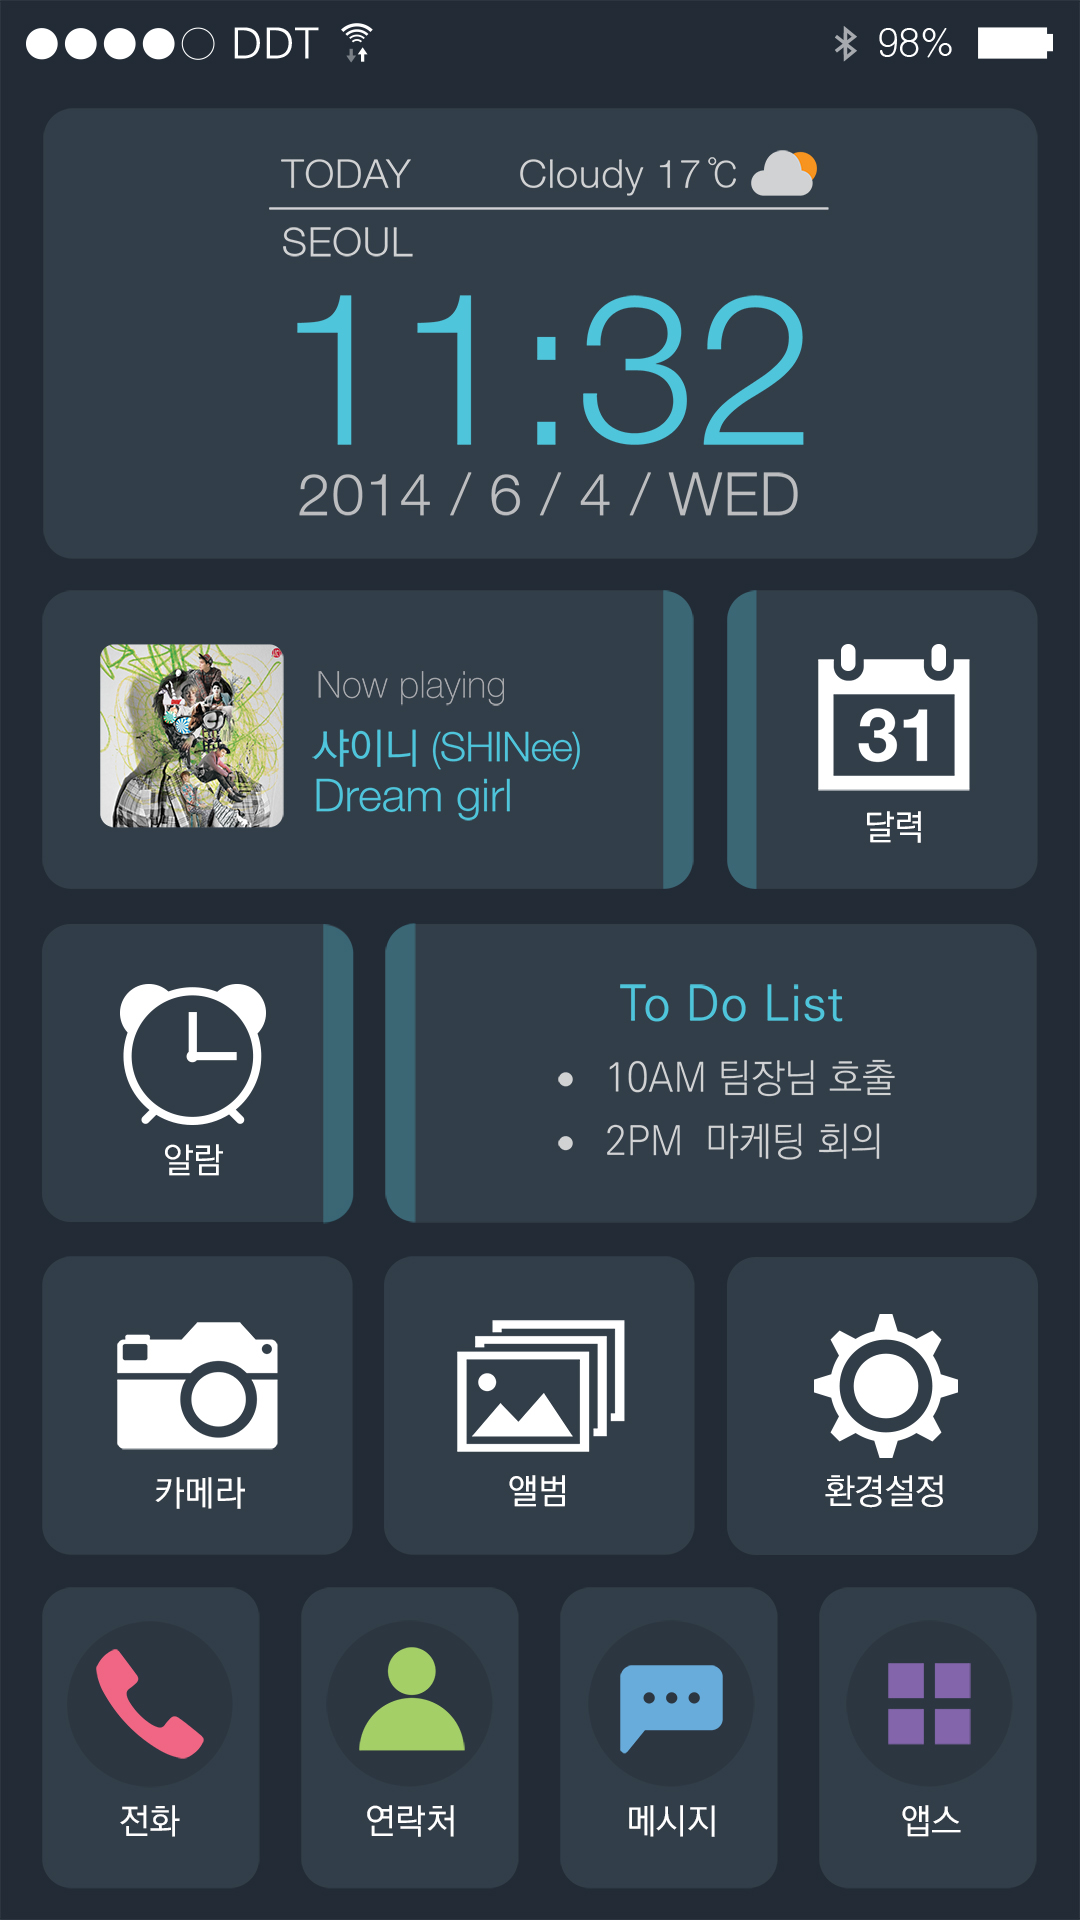 DDT
98%
TODAY Cloudy 17℃
SEOUL
11:32
2014 / 6 / 4 / WED
Now playing
샤이니 (SHINee)
Dream girl
31
달력
알람
To Do List
• 10AM 팀장님 호출
• 2PM 마케팅 회의
카메라
앨범
환경설정
전화
연락처
메시지
앱스